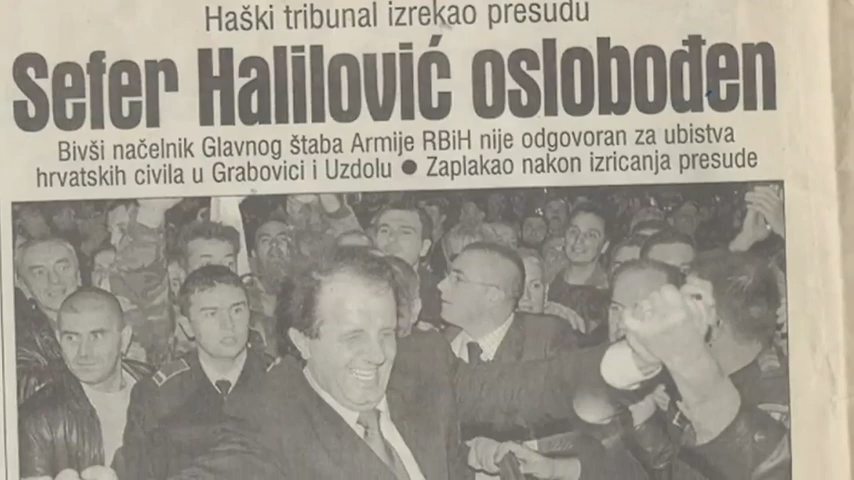 Haški tribunal izrekao presudu
Sefer Halilović oslobođen
Bivši načelnik Glavnog štaba Armije RBiH nije odgovoran za ubistva
hrvatskih civila u Grabovici i Uzdolu ● Zaplakao nakon izricanja presude